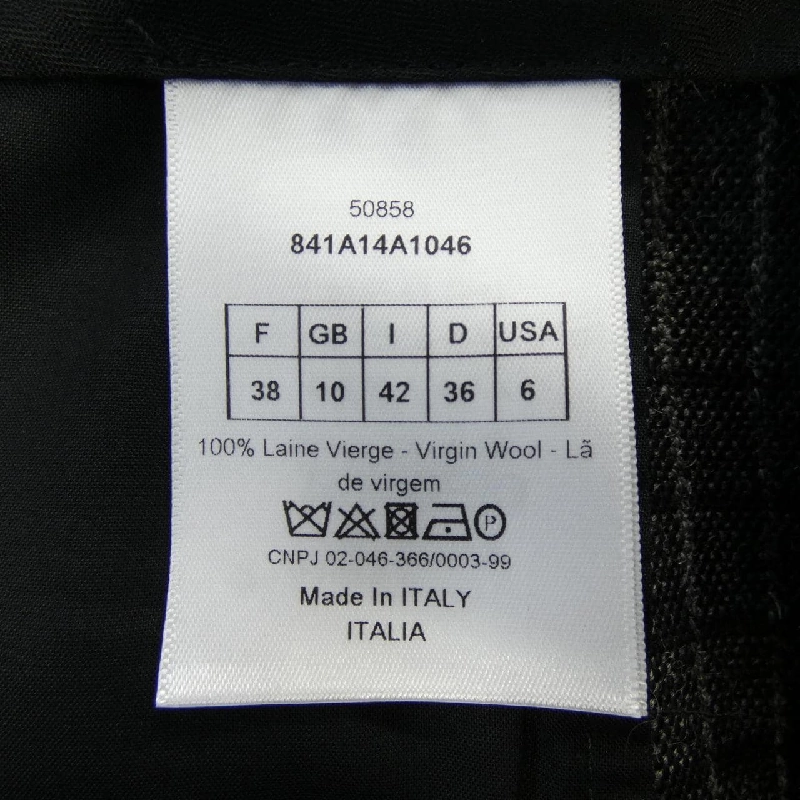 50858
841A14A1046
F GB I D USA
38 10 42 36 6
100% Laine Vierge - Virgin Wool - Lã
de virgem
P
CNPJ 02-046-366/0003-99
Made In ITALY
ITALIA